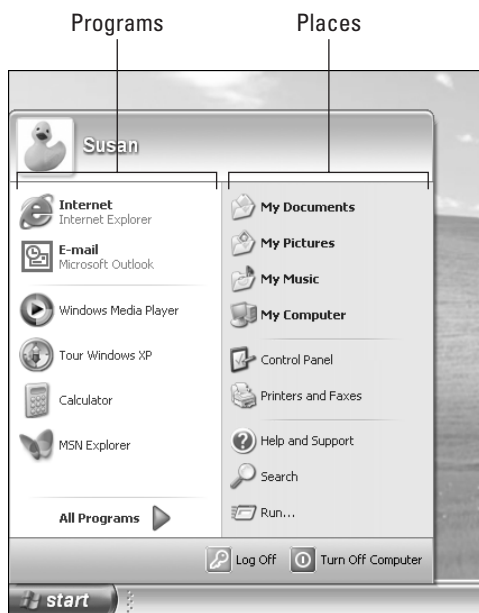 Programs
Places
Susan
Internet
Internet Explorer
E-mail
Microsoft Outlook
Windows Media Player
Tour Windows XP
Calculator
MSN Explorer
All Programs
My Documents
My Pictures
My Music
My Computer
Control Panel
Printers and Faxes
Help and Support
Search
Run...
Log Off
Turn Off Computer
start